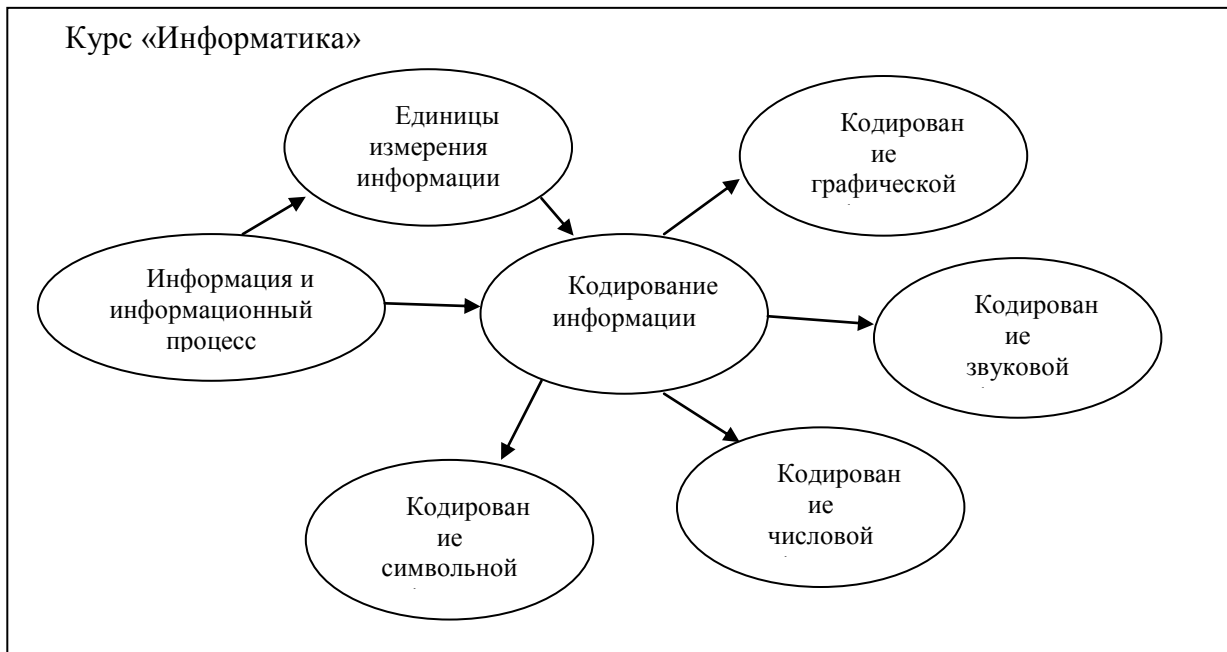 Курс «Информатика»
Единицы
измерения
информации
Кодирован
ие
графической
Информация и
информационный
процесс
Кодирование
информации
Кодирован
ие
звуковой
Кодирован
ие
символьной
Кодирован
ие
числовой